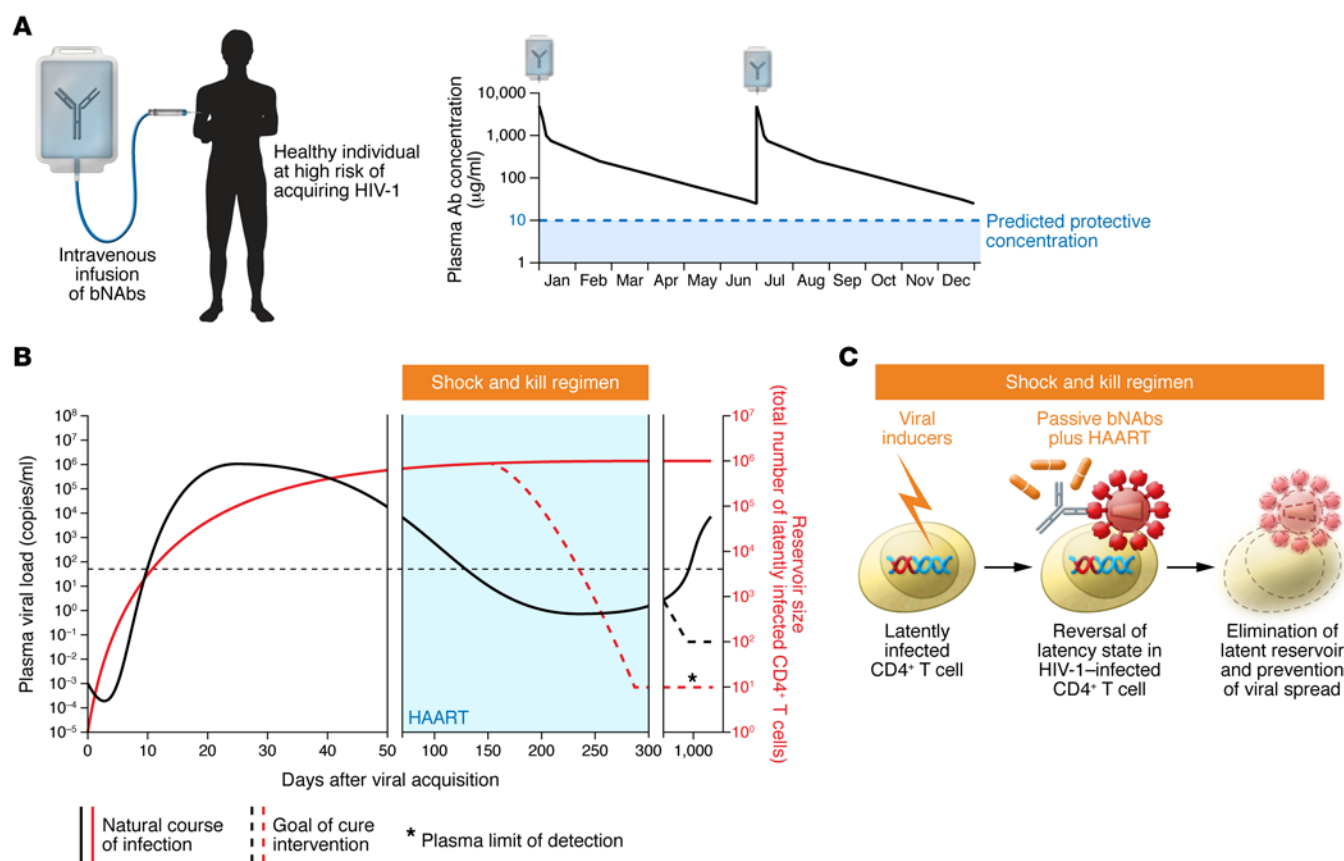 A
Intravenous
infusion
of bNAbs
Healthy individual
at high risk of
acquiring HIV-1
Plasma Ab concentration
(μg/ml)
10,000
1,000
100
10
1
Jan Feb Mar Apr May Jun Jul Aug Sep Oct Nov Dec
Predicted protective
concentration
B
Shock and kill regimen
Plasma viral load (copies/ml)
10⁸
10⁷
10⁶
10⁵
10⁴
10³
10²
10¹
10⁰
10⁻¹
10⁻²
10⁻³
10⁻⁴
10⁻⁵
0 10 20 30 40 50 100 150 200 250 300 1,000
HAART
*
Days after viral acquisition
10⁷
10⁶
10⁵
10⁴
10³
10²
10¹
10⁰
Reservoir size
(total number of latently infected CD4⁺ T cells)
Natural course
of infection
Goal of cure
intervention
* Plasma limit of detection
C
Shock and kill regimen
Viral
inducers
Passive bNAbs
plus HAART
Latently
infected
CD4⁺ T cell
Reversal of
latency state in
HIV-1–infected
CD4⁺ T cell
Elimination of
latent reservoir
and prevention
of viral spread